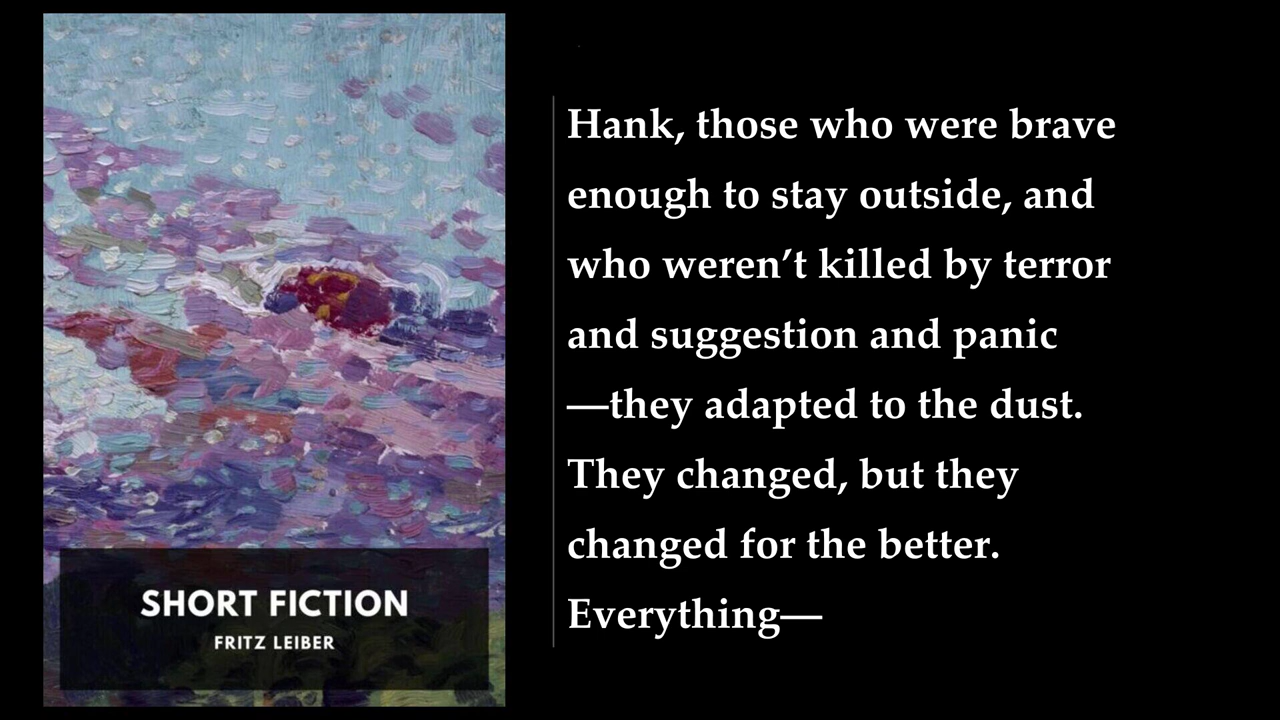 SHORT FICTION
FRITZ LEIBER
Hank, those who were brave
enough to stay outside, and
who weren’t killed by terror
and suggestion and panic
—they adapted to the dust.
They changed, but they
changed for the better.
Everything—